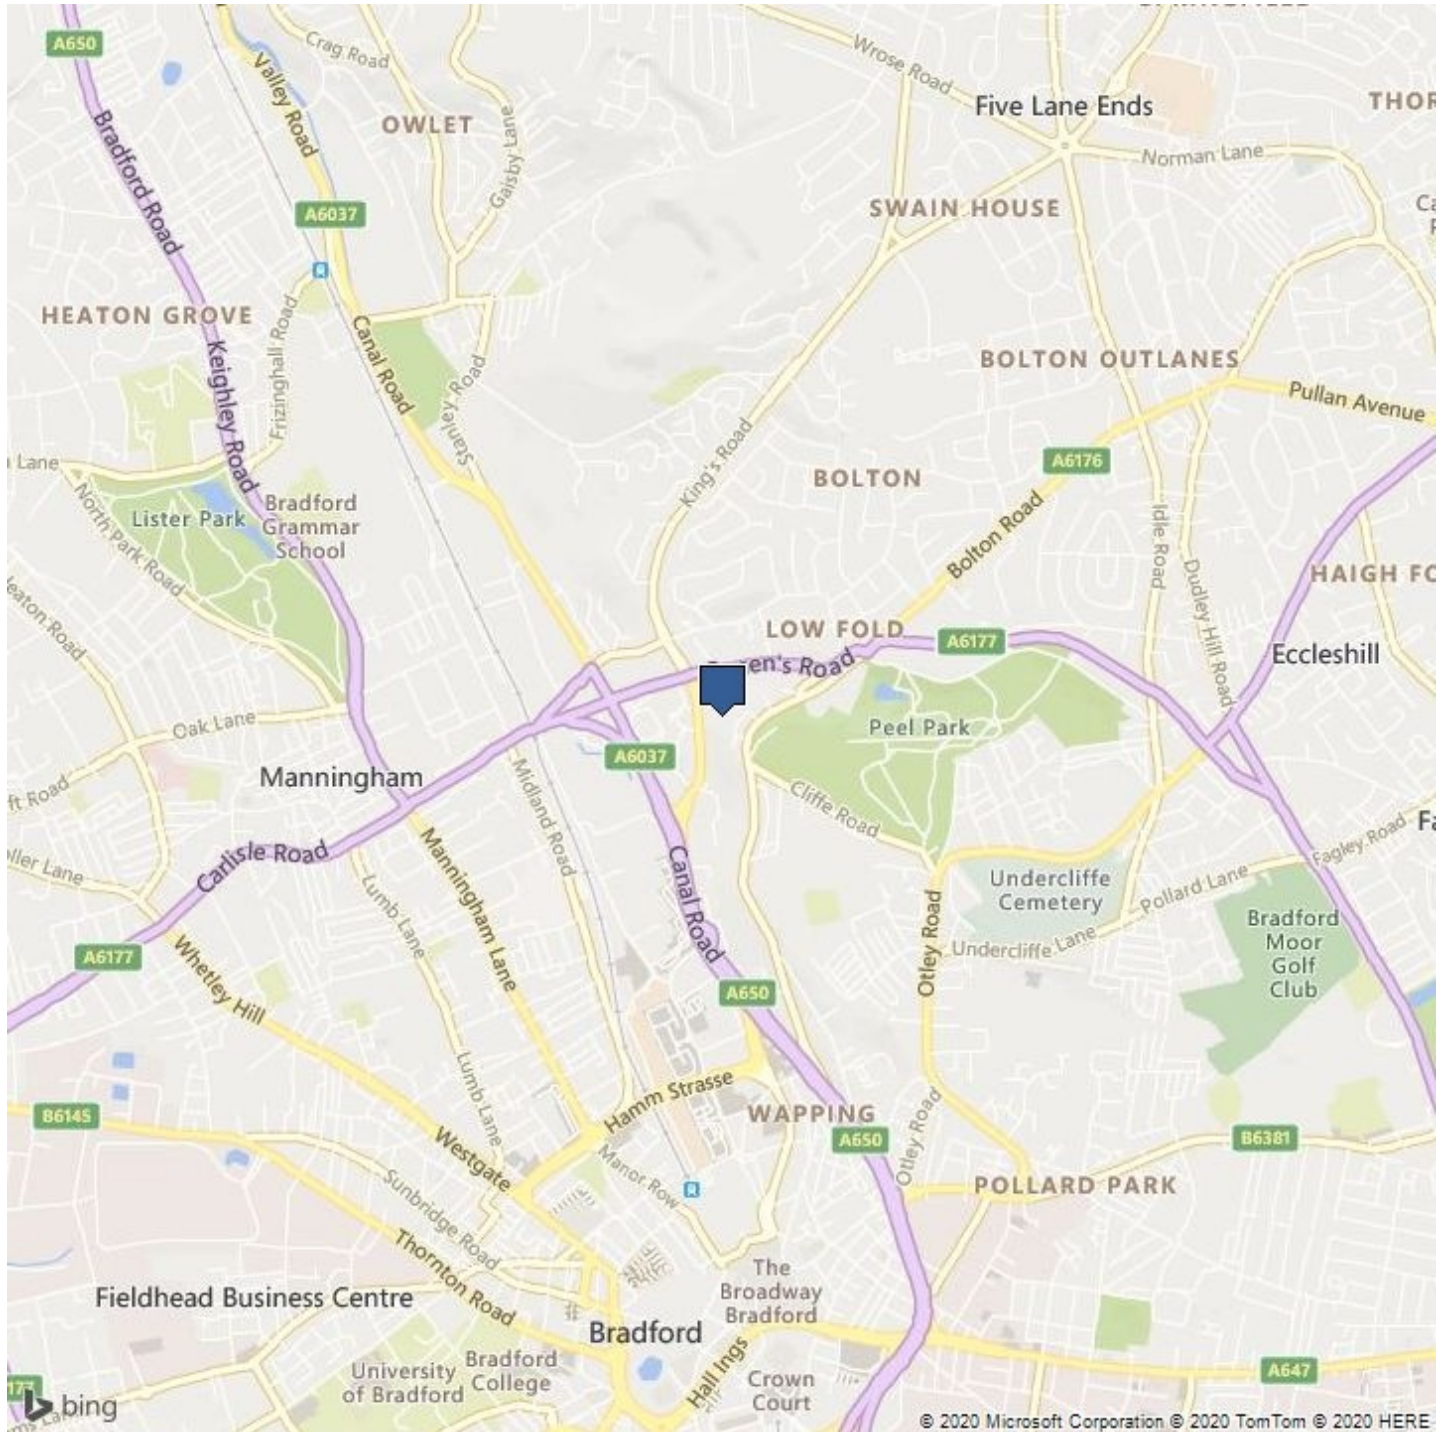 A650
Crag Road
Valley Road
OWLET
Gaisby Lane
Wrose Road
Five Lane Ends
Norman Lane
Bradford Road
A6037
SWAIN HOUSE
HEATON GROVE
Frizinghall Road
Canal Road
Keighley Road
Stanley Road
BOLTON OUTLANES
Pullan Avenue
King's Road
A6176
BOLTON
Lane
North Park Road
Lister Park
Bradford
Grammar
School
Bolton Road
Idle Road
Dudley Hill Road
LOW FOLD
A6177
Road
Eccleshill
Oak Lane
Peel Park
A6037
Manningham
Midland Road
Cliffe Road
Road
Carlisle Road
Manningham Lane
Canal Road
Lane
Lumb Lane
Undercliffe
Cemetery
Pollard Lane
Fagley Road
Otley Road
Undercliffe Lane
Bradford
Moor
Golf
Club
A6177
Whetley Hill
A650
Lumb Lane
Hamm Strasse
WAPPING
B6145
A650
Otley Road
B6381
Westgate
Manor Row
Sunbridge Road
POLLARD PARK
Thornton Road
The
Broadway
Bradford
Fieldhead Business Centre
Bradford
Hall Ings
University
of Bradford
Bradford
College
Crown
Court
A647
bing
© 2020 Microsoft Corporation © 2020 TomTom © 2020 HERE